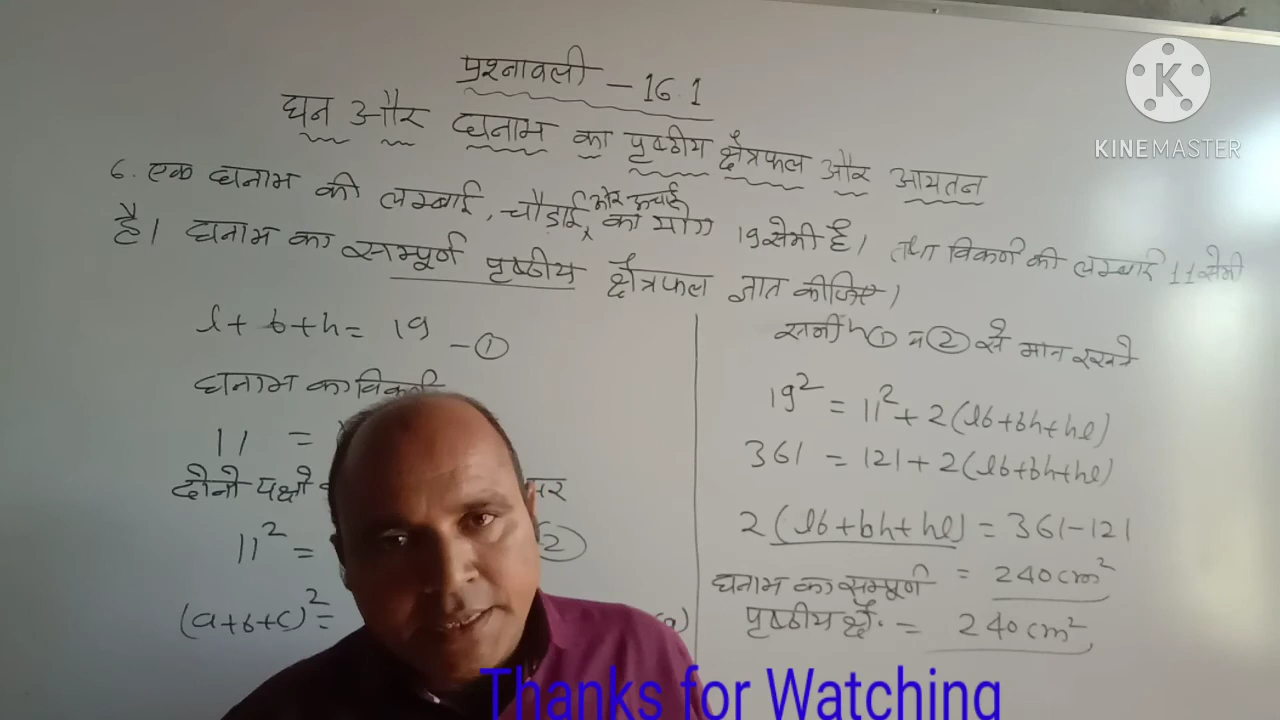 प्रश्नावली - 16.1
घन और घनाभ का पृष्ठीय क्षेत्रफल और आयतन
6. एक घनाभ की लम्बाई, चौड़ाई और ऊंचाई का योग 19 सेमी है। तथा विकर्ण की लम्बाई 11 सेमी
है। घनाभ का सम्पूर्ण पृष्ठीय क्षेत्रफल ज्ञात कीजिए।
l + b + h = 19 - ①
घनाभ का विकर्ण
11 =
दोनो पक्षो
11² = ②
(a+b+c)² =
समी ① व ② से मान रखने
19² = 11² + 2(lb+bh+hl)
361 = 121 + 2(lb+bh+hl)
2(lb+bh+hl) = 361-121
= 240 cm²
घनाभ का सम्पूर्ण
पृष्ठीय क्षे. = 240 cm²
KINEMASTER
Thanks for Watching